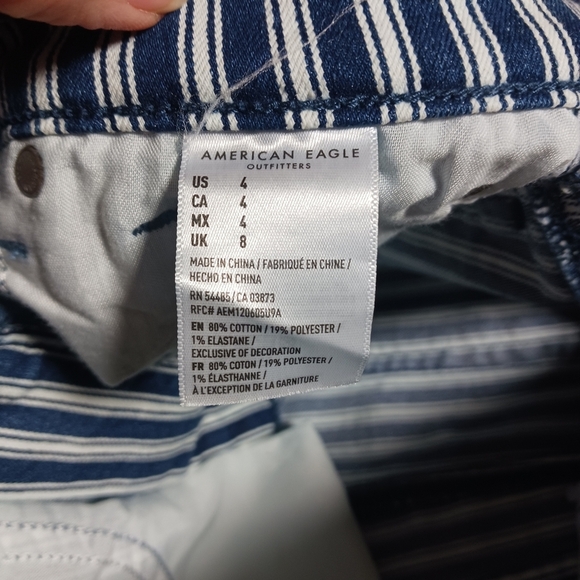 AMERICAN EAGLE
OUTFITTERS
US 4
CA 4
MX 4
UK 8
MADE IN CHINA / FABRIQUÉ EN CHINE /
HECHO EN CHINA
RN 54485/CA 03873
RFC# AEM120605U9A
EN 80% COTTON / 19% POLYESTER /
1% ELASTANE /
EXCLUSIVE OF DECORATION
FR 80% COTON / 19% POLYESTER /
1% ÉLASTHANNE /
À L'EXCEPTION DE LA GARNITURE